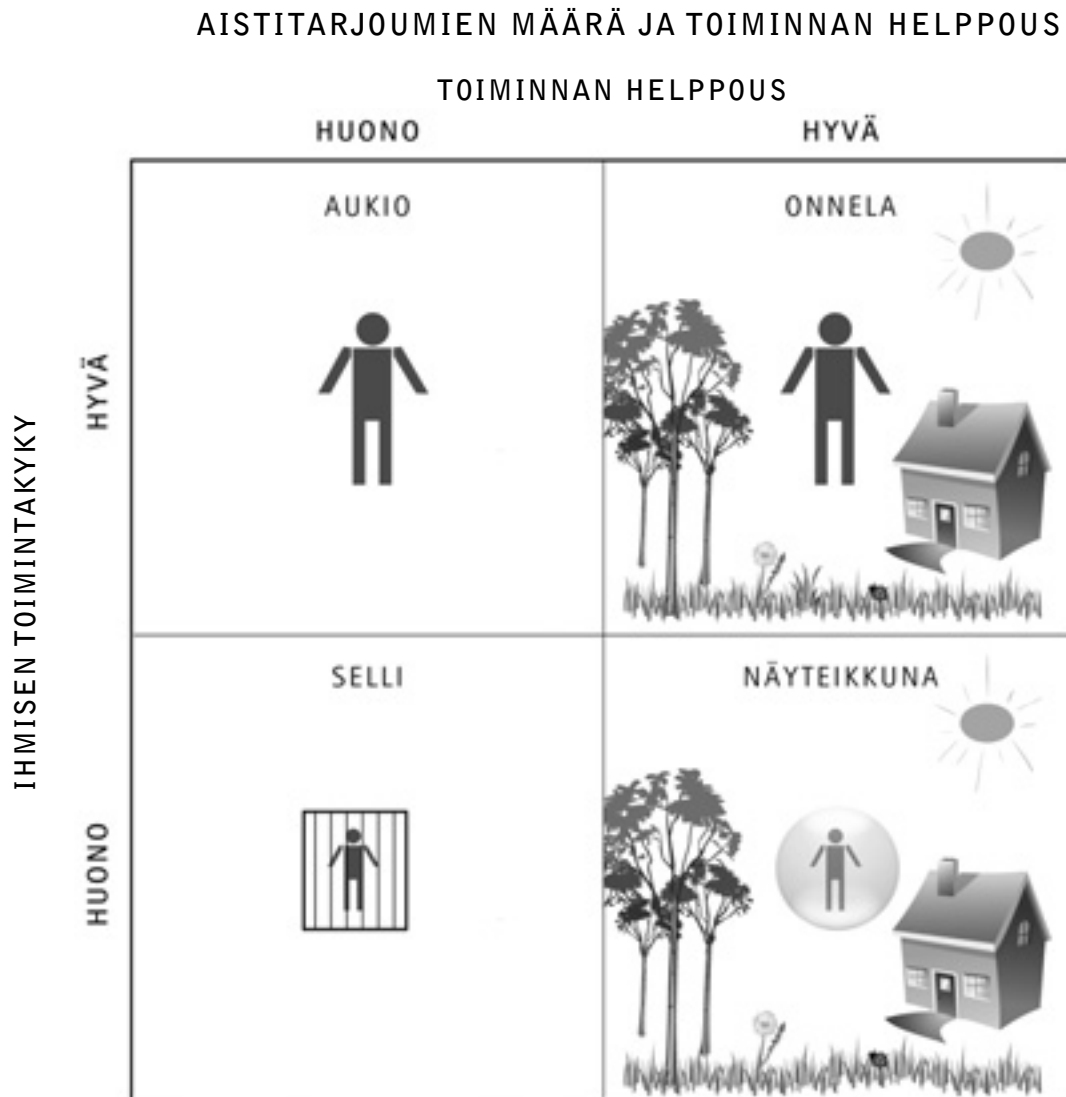 AISTITARJOUMIEN MÄÄRÄ JA TOIMINNAN HELPPOUS
TOIMINNAN HELPPOUS
HUONO HYVÄ
IHMISEN TOIMINTAKYKY
HYVÄ
AUKIO
ONNELA
HUONO
SELLI
NÄYTEIKKUNA